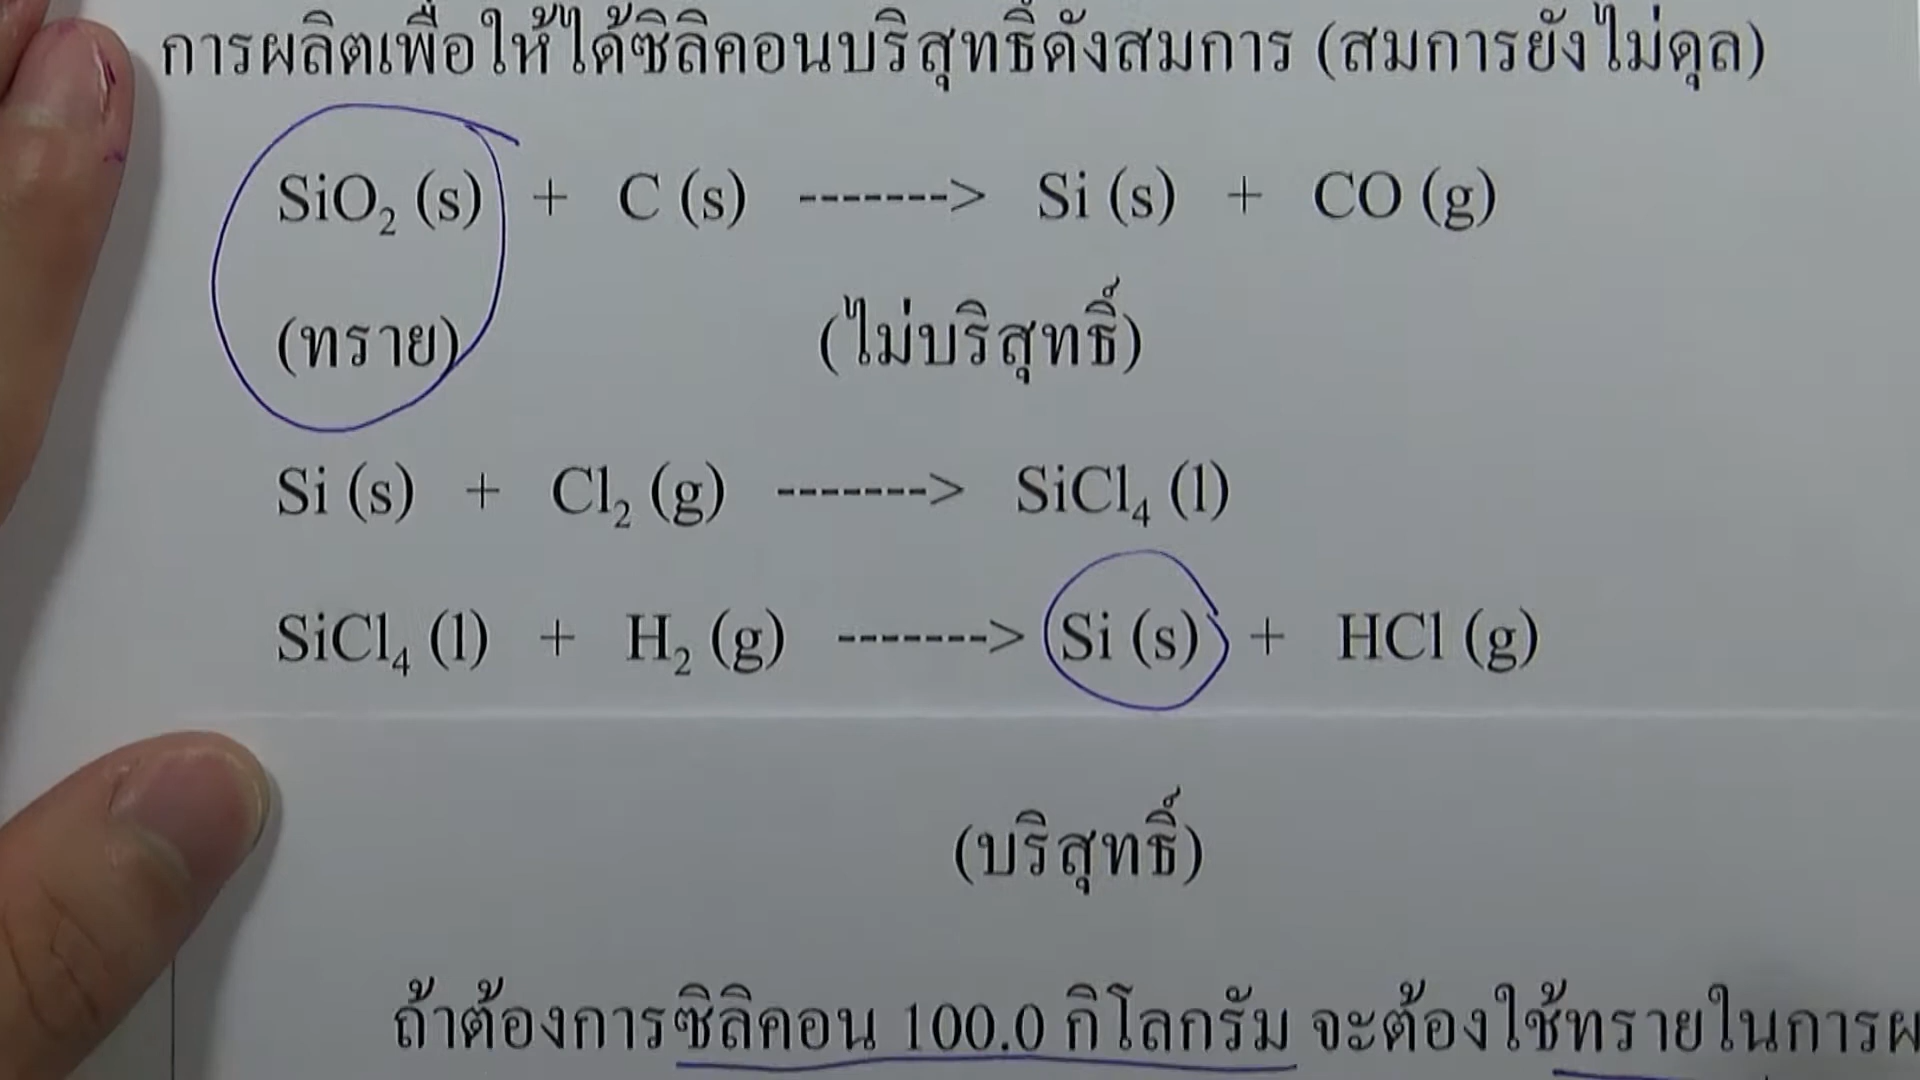 การผลิตเพื่อให้ได้ซิลิคอนบริสุทธิ์ดังสมการ (สมการยังไม่ดุล)
SiO₂ (s) + C (s) -------> Si (s) + CO (g)
(ทราย) (ไม่บริสุทธิ์)
Si (s) + Cl₂ (g) -------> SiCl₄ (l)
SiCl₄ (l) + H₂ (g) -------> Si (s) + HCl (g)
(บริสุทธิ์)
ถ้าต้องการซิลิคอน 100.0 กิโลกรัม จะต้องใช้ทรายในการผ